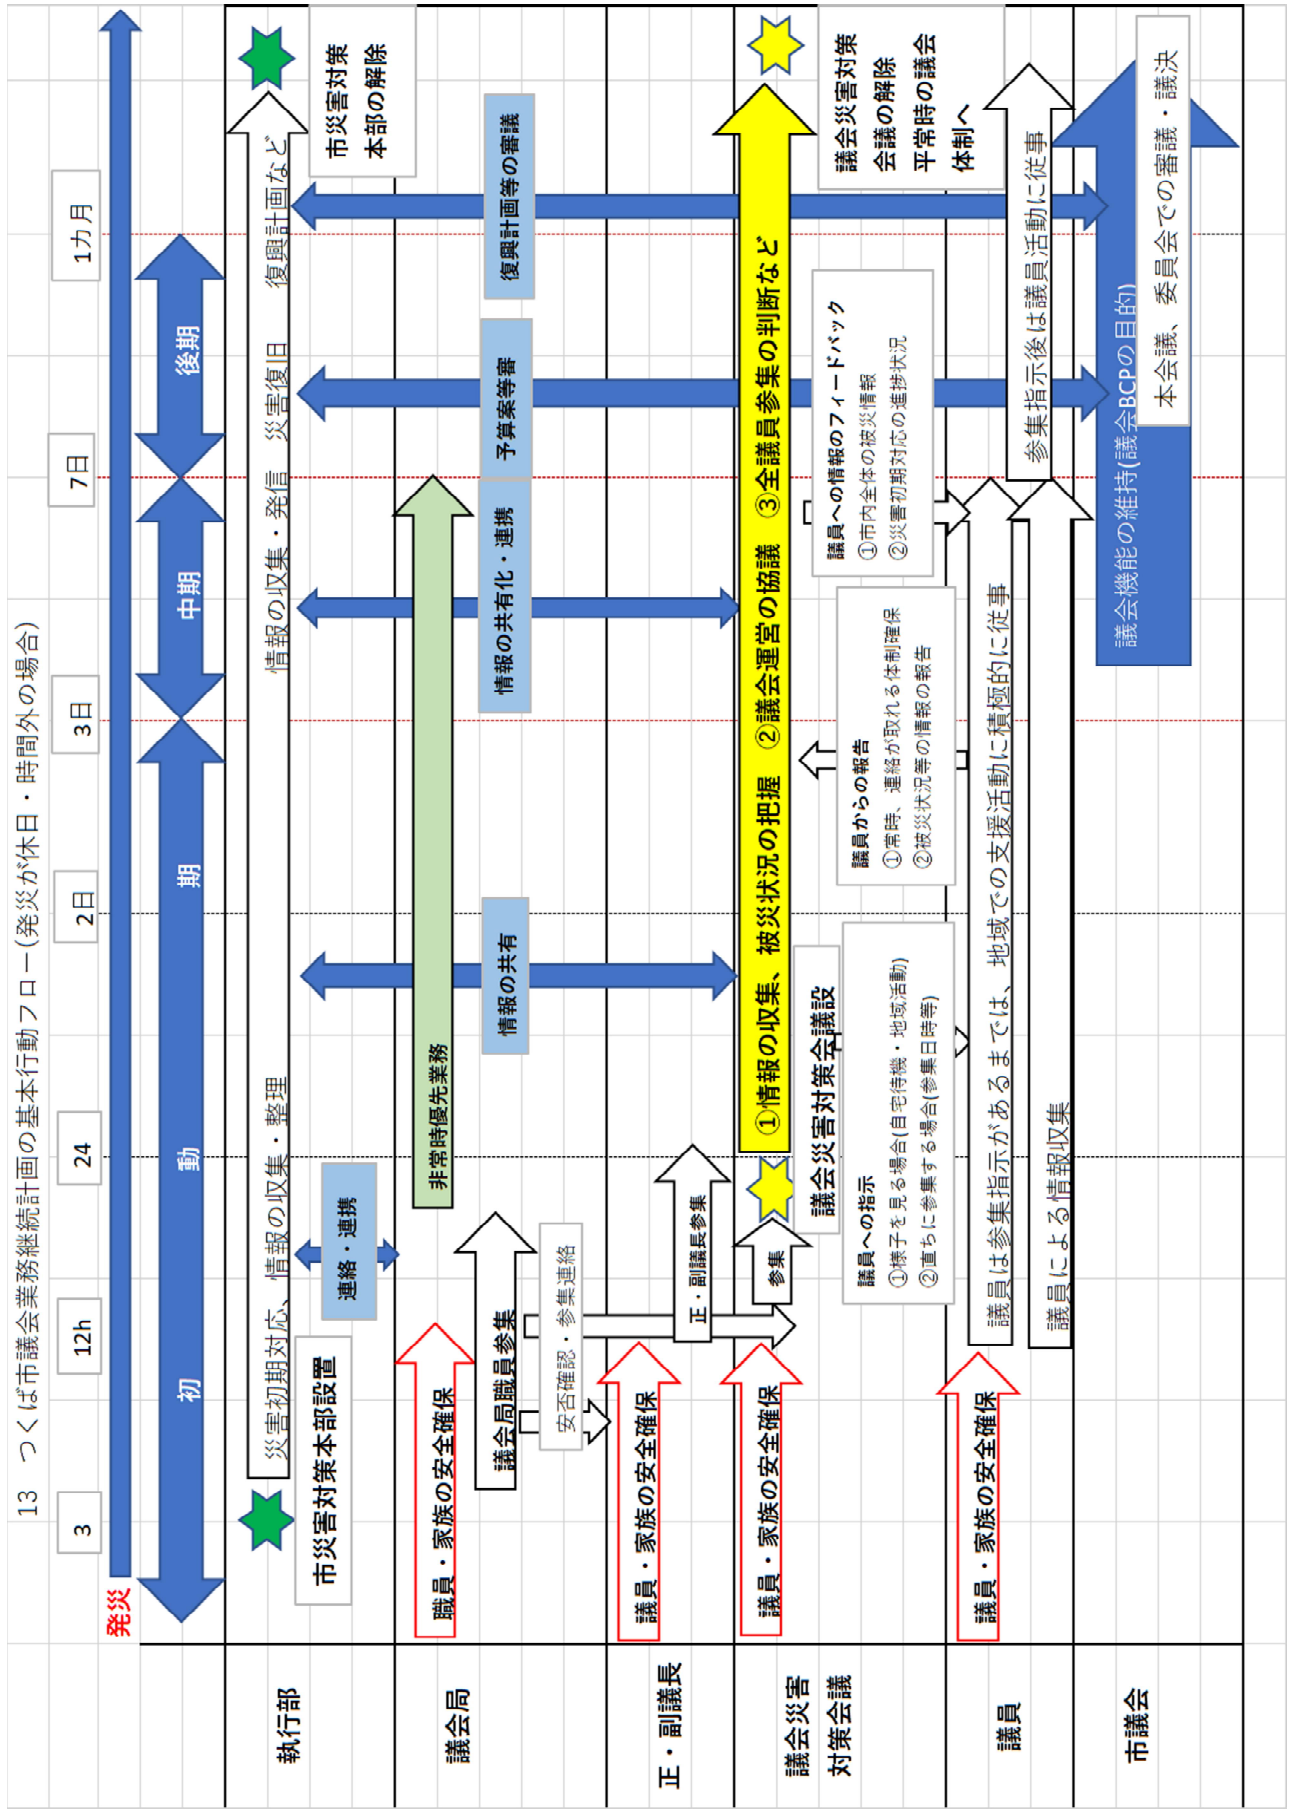 13 つくば市議会業務継続計画の基本行動フロー(発災が休日・時間外の場合)
3
12h
24
2日
3日
7日
1カ月
発災
初
動
期
中期
後期
執行部
市災害対策本部設置
災害初期対応、情報の収集・整理
情報の収集・発信
災害復旧
復興計画など
市災害対策
本部の解除
連絡・連携
議会局
職員・家族の安全確保
議会局職員参集
非常時優先業務
安否確認・参集連絡
情報の共有
情報の共有化・連携
予算案等審
復興計画等の審議
正・副議長
議員・家族の安全確保
正・副議長参集
議会災害
対策会議
議員・家族の安全確保
参集
①情報の収集、被災状況の把握 ②議会運営の協議 ③全議員参集の判断など
議会災害対策会議設
議会災害対策
会議の解除
平常時の議会
体制へ
議員への指示
①様子を見る場合(自宅待機・地域活動)
②直ちに参集する場合(参集日時等)
議員からの報告
①常時、連絡が取れる体制確保
②被災状況等の情報の報告
議員への情報のフィードバック
①市内全体の被災情報
②災害初期対応の進捗状況
議員
議員・家族の安全確保
議員は参集指示があるまでは、地域での支援活動に積極的に従事
議員による情報収集
参集指示後は議員活動に従事
市議会
議会機能の維持(議会BCPの目的)
本会議、委員会での審議・議決